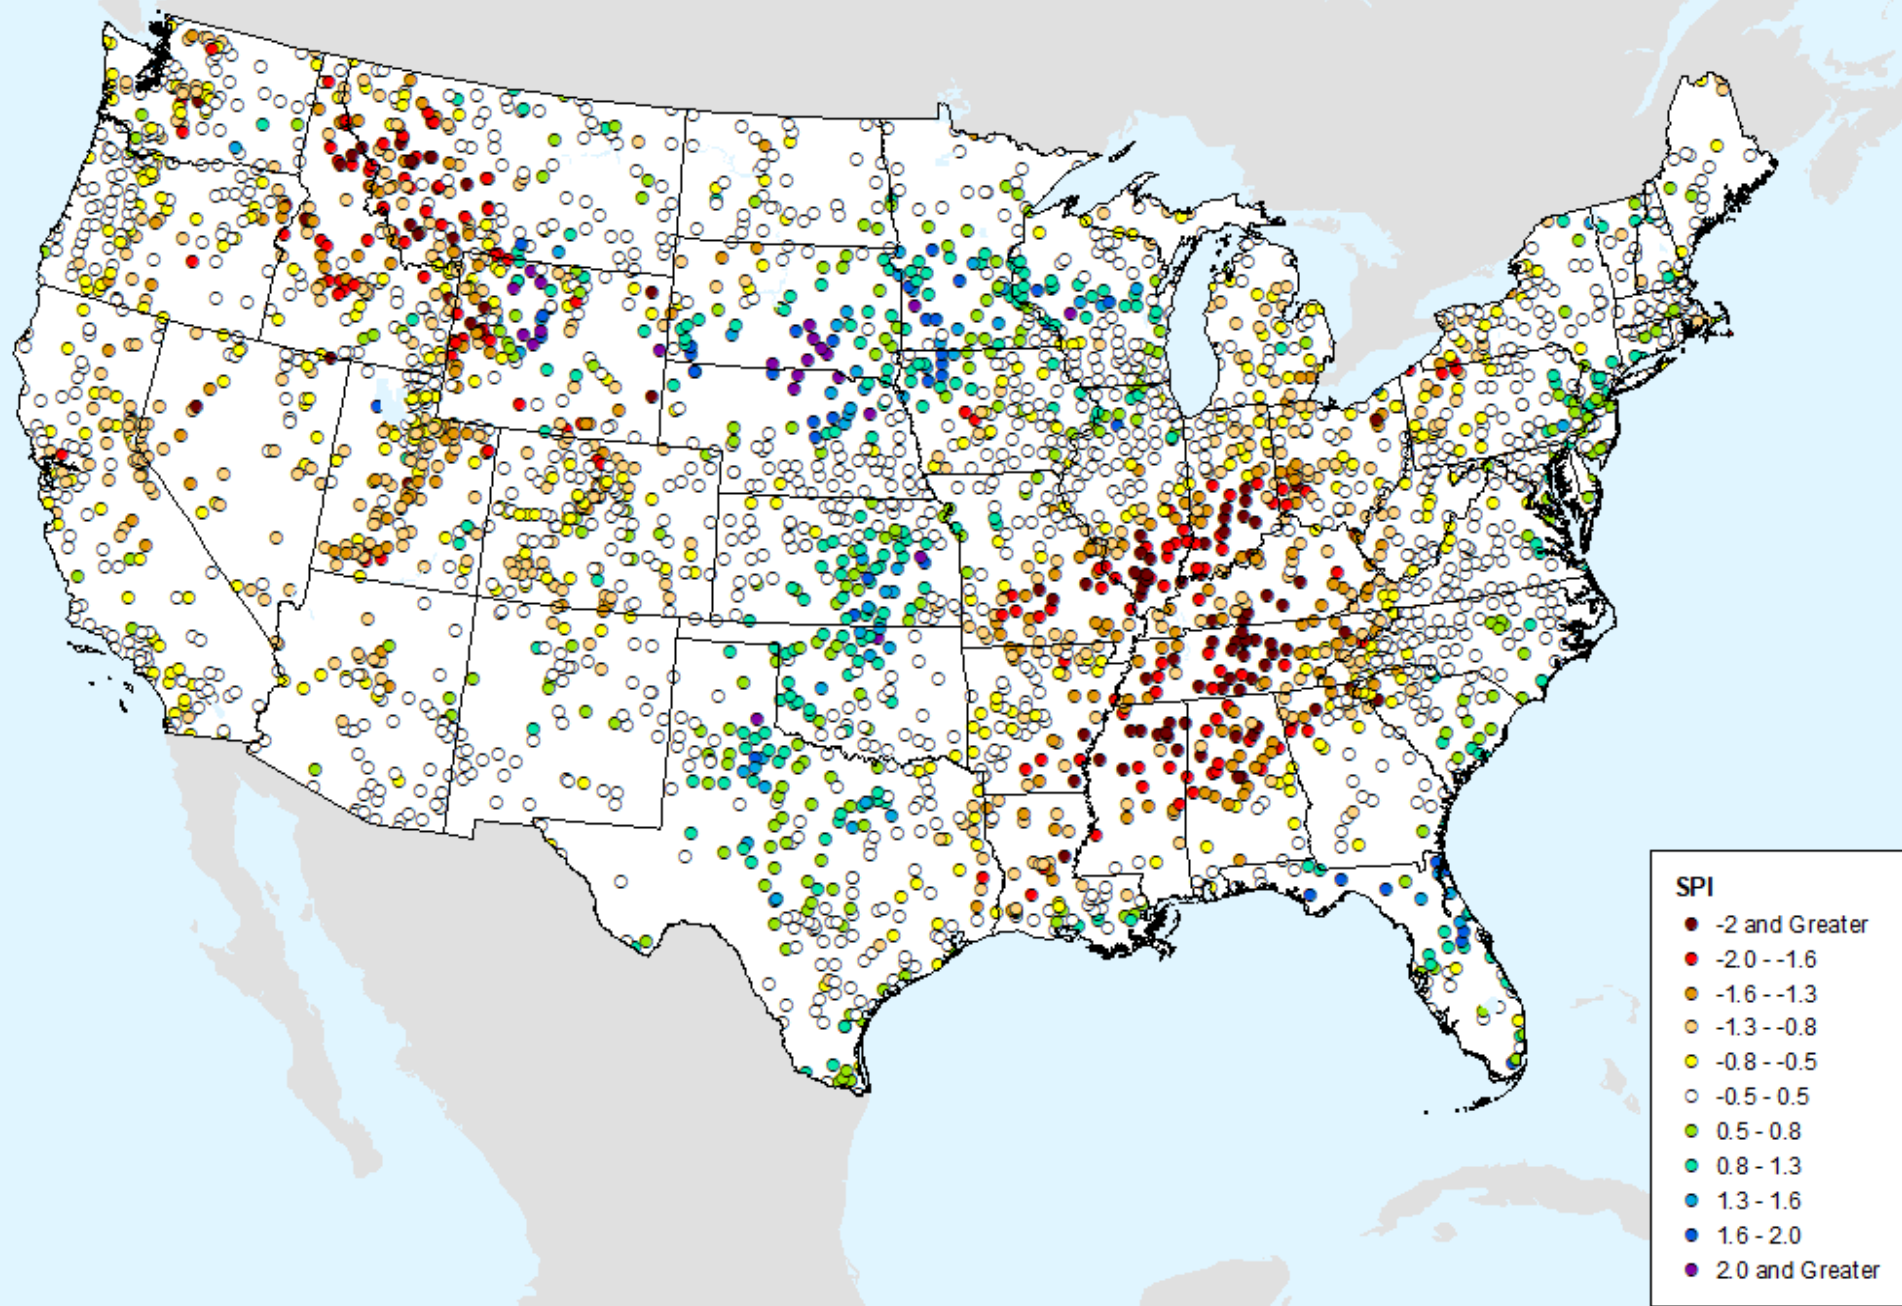 SPI
-2 and Greater
-2.0 - -1.6
-1.6 - -1.3
-1.3 - -0.8
-0.8 - -0.5
-0.5 - 0.5
0.5 - 0.8
0.8 - 1.3
1.3 - 1.6
1.6 - 2.0
2.0 and Greater